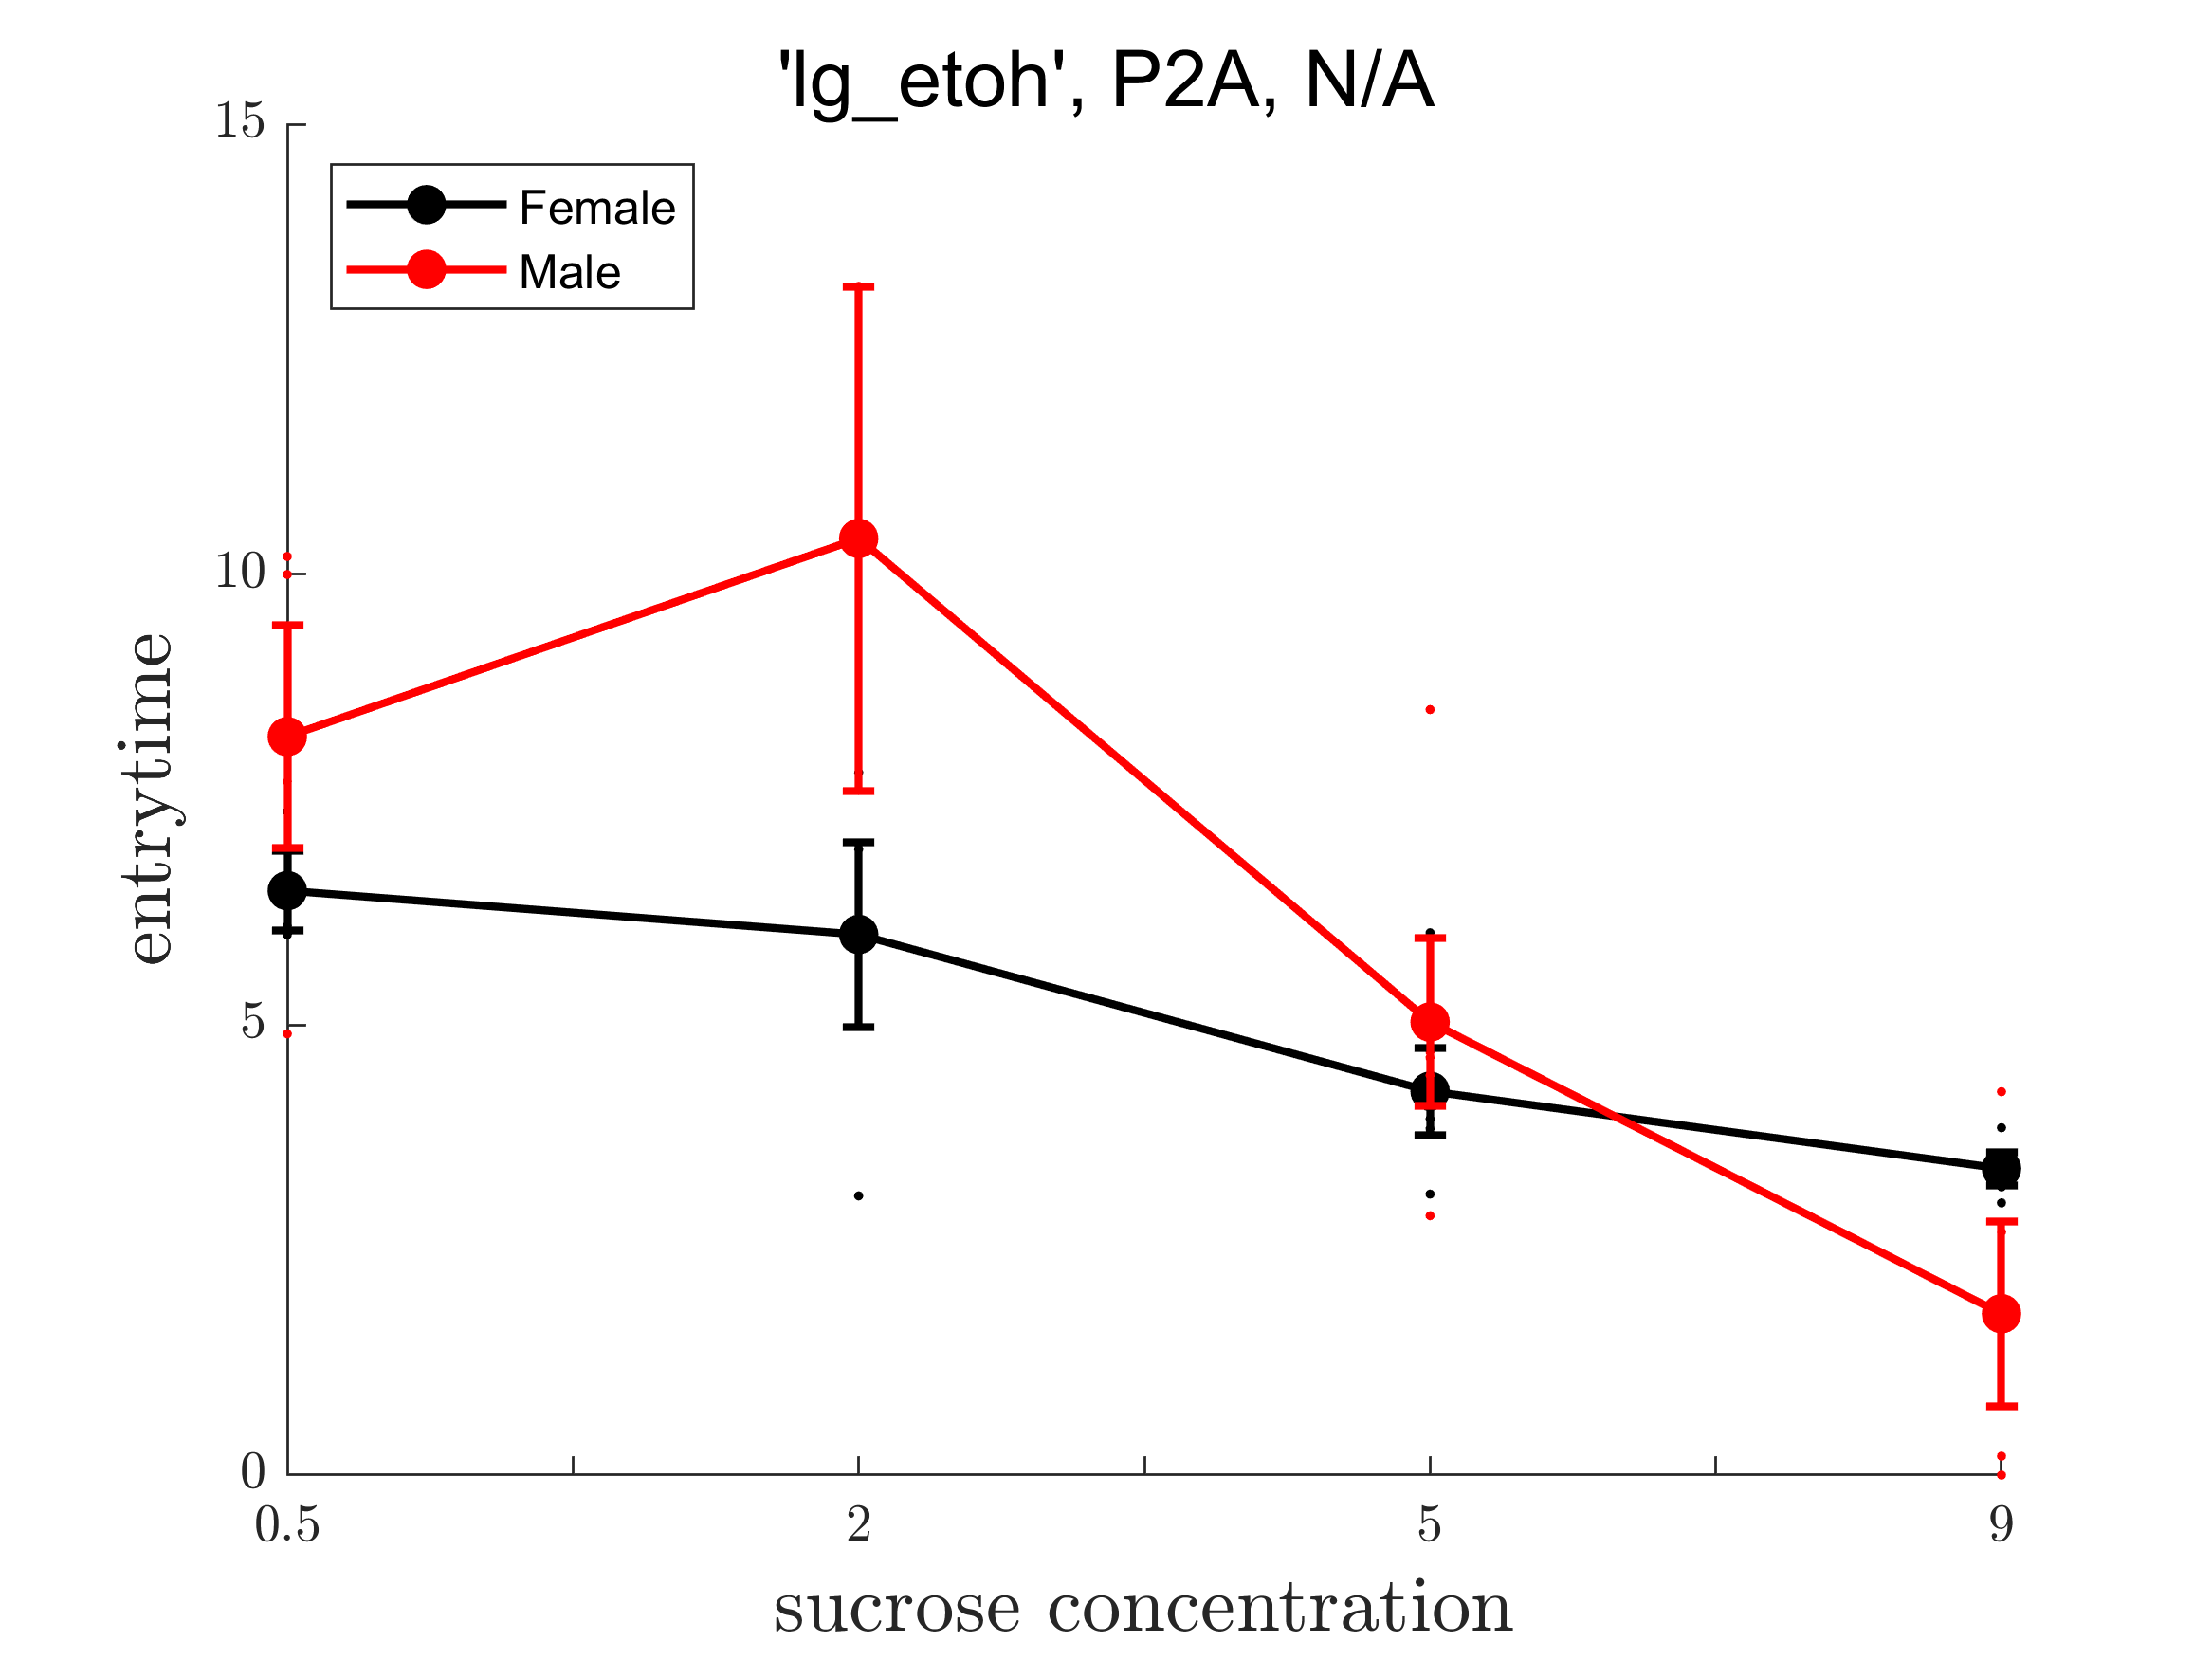 'lg_etoh', P2A, N/A
15
Female
Male
10
entrytime
5
0
0.5 2 5 9
sucrose concentration